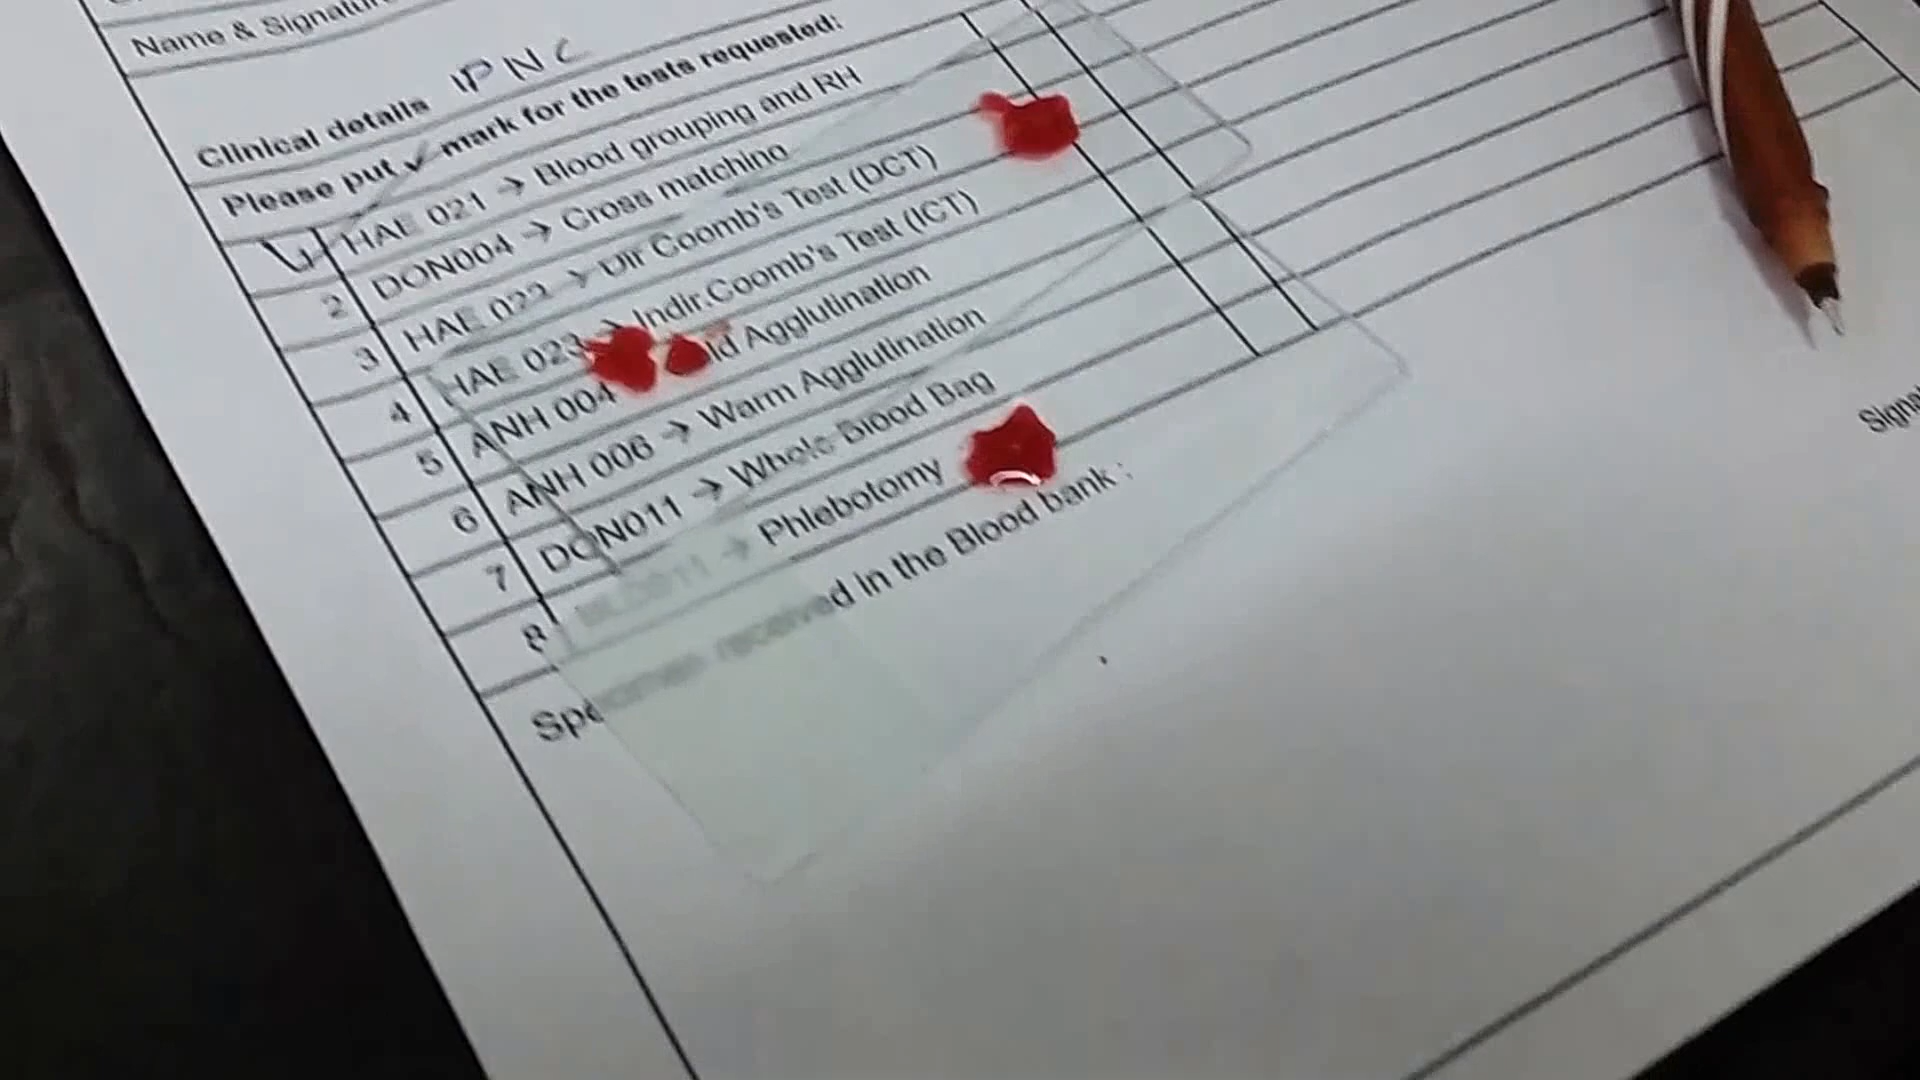 Name & Signature
Clinical details IPNC
Please put ✓ mark for the tests requested:
HAE 021 → Blood grouping and RH
2 DON004 → Cross matching
3 HAE 022 → Dir Coomb's Test (DCT)
4 HAE 023 → Indir.Coomb's Test (ICT)
5 ANH 004 ld Agglutination
6 ANH 006 → Warm Agglutination
7 DON011 → Whole Blood Bag
8 → Phlebotomy
Specimen received in the Blood bank :
Signa